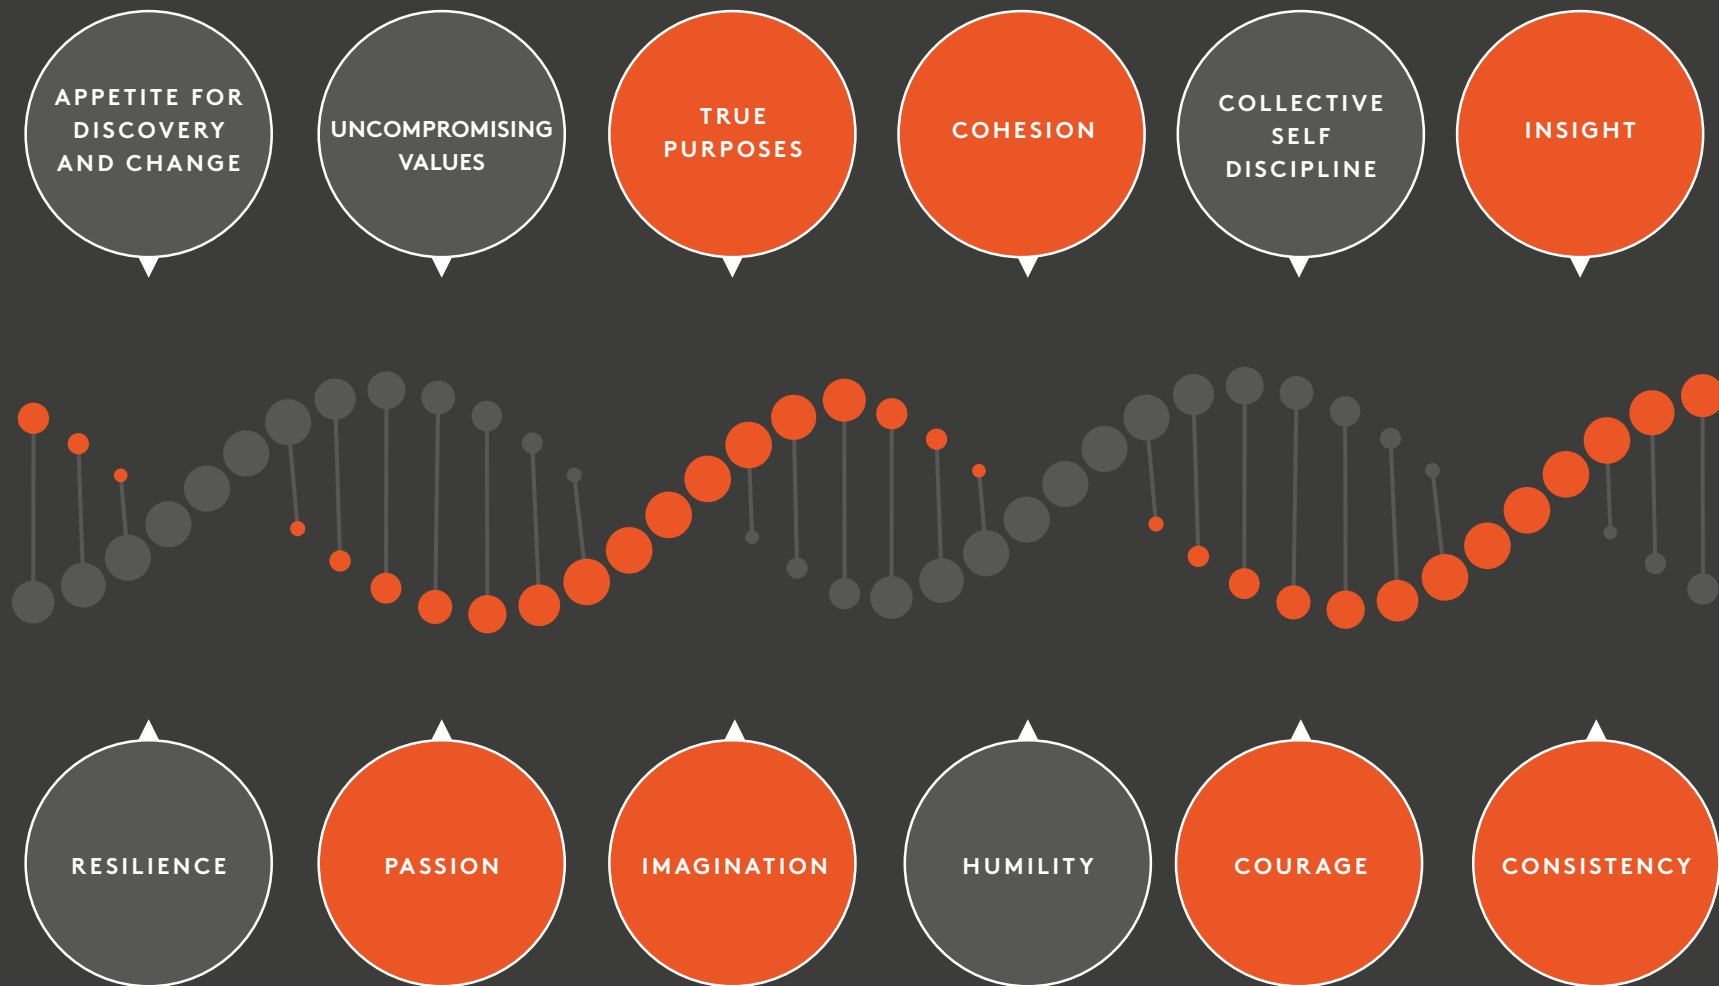 APPETITE FOR
DISCOVERY
AND CHANGE
UNCOMPROMISING
VALUES
TRUE
PURPOSES
COHESION
COLLECTIVE
SELF
DISCIPLINE
INSIGHT
RESILIENCE
PASSION
IMAGINATION
HUMILITY
COURAGE
CONSISTENCY